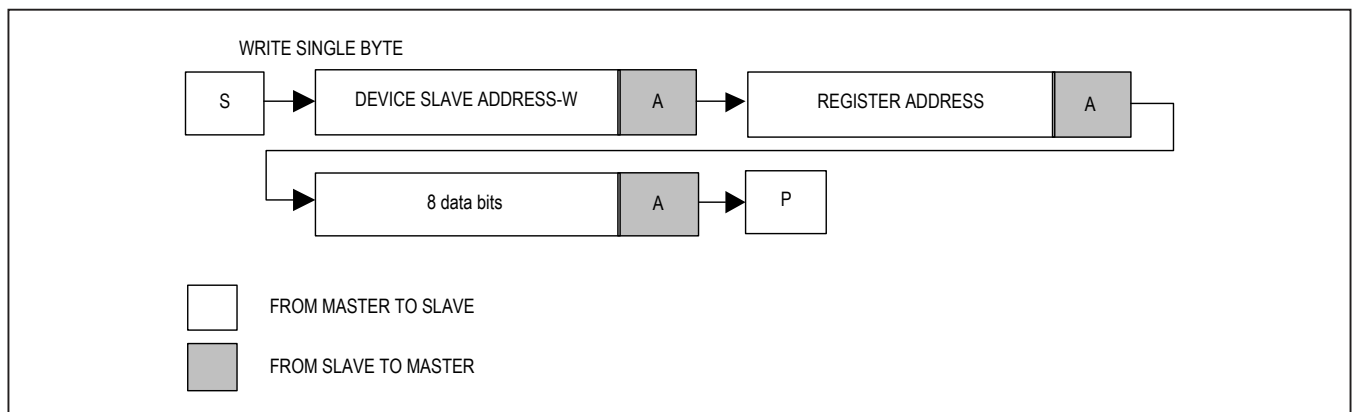 WRITE SINGLE BYTE
S DEVICE SLAVE ADDRESS-W A REGISTER ADDRESS A
8 data bits A P
FROM MASTER TO SLAVE
FROM SLAVE TO MASTER